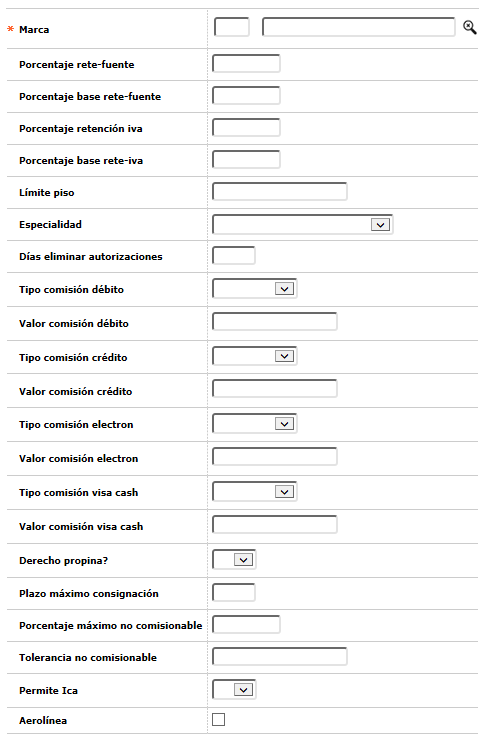 * Marca
Porcentaje rete-fuente
Porcentaje base rete-fuente
Porcentaje retención iva
Porcentaje base rete-iva
Límite piso
Especialidad
Días eliminar autorizaciones
Tipo comisión débito
Valor comisión débito
Tipo comisión crédito
Valor comisión crédito
Tipo comisión electron
Valor comisión electron
Tipo comisión visa cash
Valor comisión visa cash
Derecho propina?
Plazo máximo consignación
Porcentaje máximo no comisionable
Tolerancia no comisionable
Permite Ica
Aerolínea